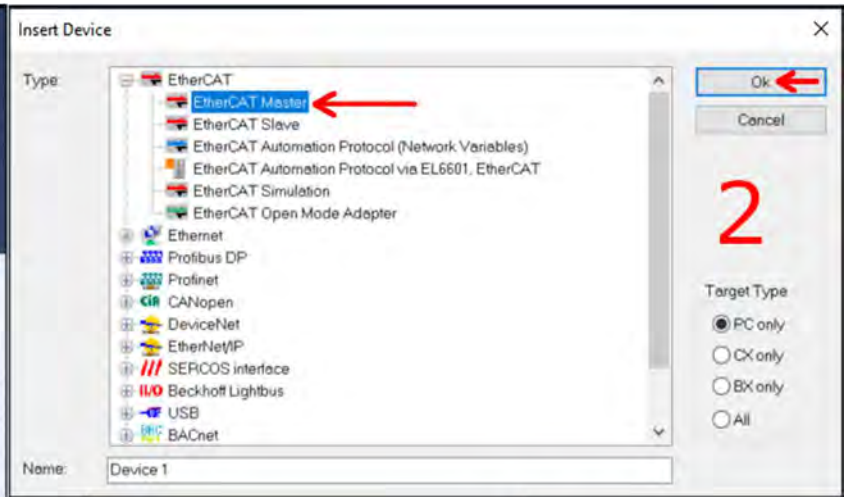 Insert Device
Type:
EtherCAT
EtherCAT Master
EtherCAT Slave
EtherCAT Automation Protocol (Network Variables)
EtherCAT Automation Protocol via EL6601, EtherCAT
EtherCAT Simulation
EtherCAT Open Mode Adapter
Ethernet
Profibus DP
Profinet
CiA CANopen
DeviceNet
EtherNet/IP
SERCOS interface
II/O Beckhoff Lightbus
USB
BACnet
Ok
Cancel
2
Target Type
PC only
CX only
BX only
All
Name:
Device 1